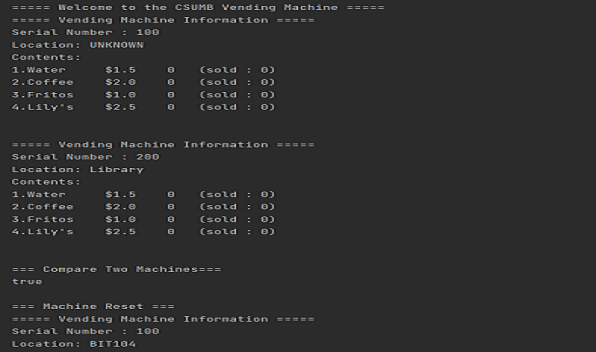 ===== Welcome to the CSUMB Vending Machine =====
===== Vending Machine Information =====
Serial Number : 100
Location: UNKNOWN
Contents:
1.Water $1.5 0 (sold : 0)
2.Coffee $2.0 0 (sold : 0)
3.Fritos $1.0 0 (sold : 0)
4.Lily's $2.5 0 (sold : 0)
===== Vending Machine Information =====
Serial Number : 200
Location: Library
Contents:
1.Water $1.5 0 (sold : 0)
2.Coffee $2.0 0 (sold : 0)
3.Fritos $1.0 0 (sold : 0)
4.Lily's $2.5 0 (sold : 0)
=== Compare Two Machines===
true
=== Machine Reset ===
===== Vending Machine Information =====
Serial Number : 100
Location: BIT104